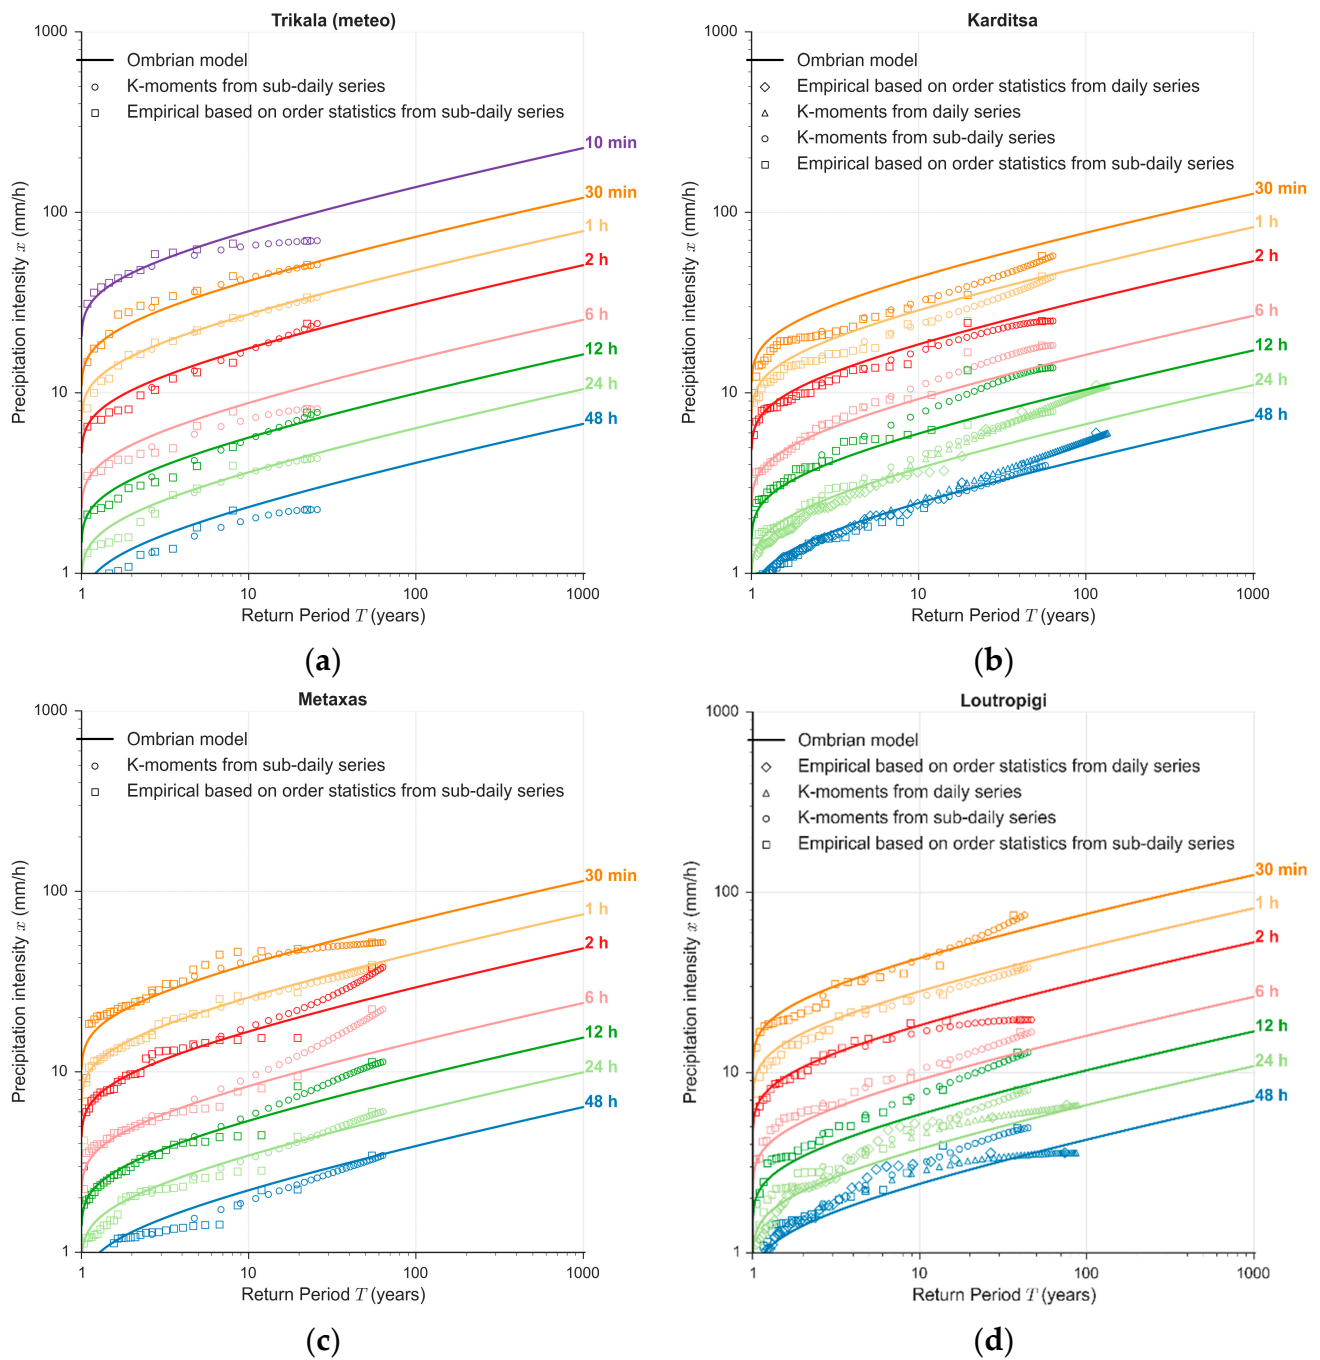 Trikala (meteo)
1000
100
10
1
Precipitation intensity x (mm/h)
Ombrian model
K-moments from sub-daily series
Empirical based on order statistics from sub-daily series
10 min
30 min
1 h
2 h
6 h
12 h
24 h
48 h
1 10 100 1000
Return Period T (years)
(a)
Karditsa
1000
100
10
1
Precipitation intensity x (mm/h)
Ombrian model
Empirical based on order statistics from daily series
K-moments from daily series
K-moments from sub-daily series
Empirical based on order statistics from sub-daily series
30 min
1 h
2 h
6 h
12 h
24 h
48 h
1 10 100 1000
Return Period T (years)
(b)
Metaxas
1000
100
10
1
Precipitation intensity x (mm/h)
Ombrian model
K-moments from sub-daily series
Empirical based on order statistics from sub-daily series
30 min
1 h
2 h
6 h
12 h
24 h
48 h
1 10 100 1000
Return Period T (years)
(c)
Loutropigi
1000
100
10
1
Precipitation intensity x (mm/h)
Ombrian model
Empirical based on order statistics from daily series
K-moments from daily series
K-moments from sub-daily series
Empirical based on order statistics from sub-daily series
30 min
1 h
2 h
6 h
12 h
24 h
48 h
1 10 100 1000
Return Period T (years)
(d)